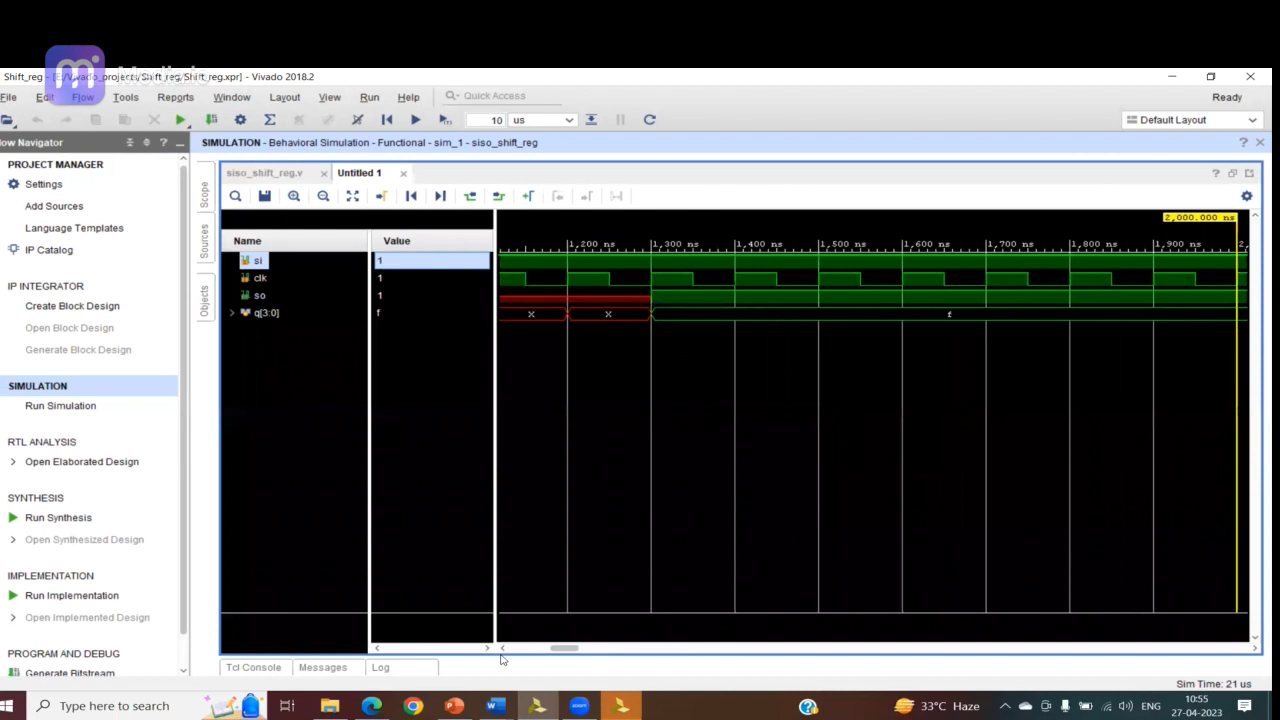 Shift_reg - [E:/Vivado_projects/Shift_reg/Shift_reg.xpr] - Vivado 2018.2
File Edit Flow Tools Reports Window Layout View Run Help Quick Access Ready
10 us Default Layout
Flow Navigator SIMULATION - Behavioral Simulation - Functional - sim_1 - siso_shift_reg
PROJECT MANAGER
Settings
Add Sources
Language Templates
IP Catalog
IP INTEGRATOR
Create Block Design
Open Block Design
Generate Block Design
SIMULATION
Run Simulation
RTL ANALYSIS
Open Elaborated Design
SYNTHESIS
Run Synthesis
Open Synthesized Design
IMPLEMENTATION
Run Implementation
Open Implemented Design
PROGRAM AND DEBUG
Generate Bitstream
Scope
Sources
Objects
siso_shift_reg.v Untitled 1
2,000.000 ns
Name Value
1,200 ns 1,300 ns 1,400 ns 1,500 ns 1,600 ns 1,700 ns 1,800 ns 1,900 ns 2,
si 1
clk 1
so 1
q[3:0] f
X X f
Tcl Console Messages Log
Sim Time: 21 us
Type here to search
zoom
33°C Haze
ENG
10:55
27-04-2023